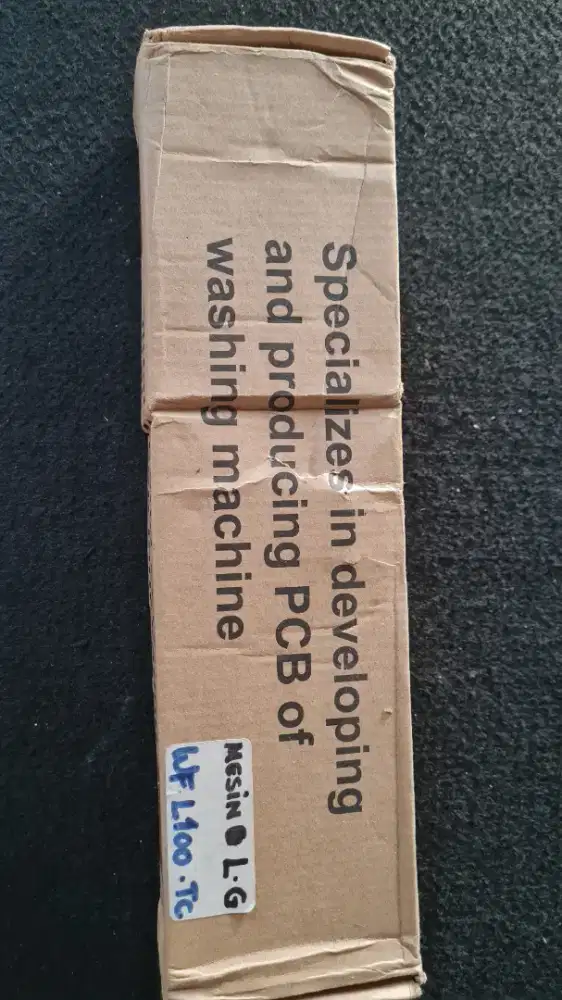 Specializes in developing
and producing PCB of
washing machine
MESIN L.G
WF L100.TC